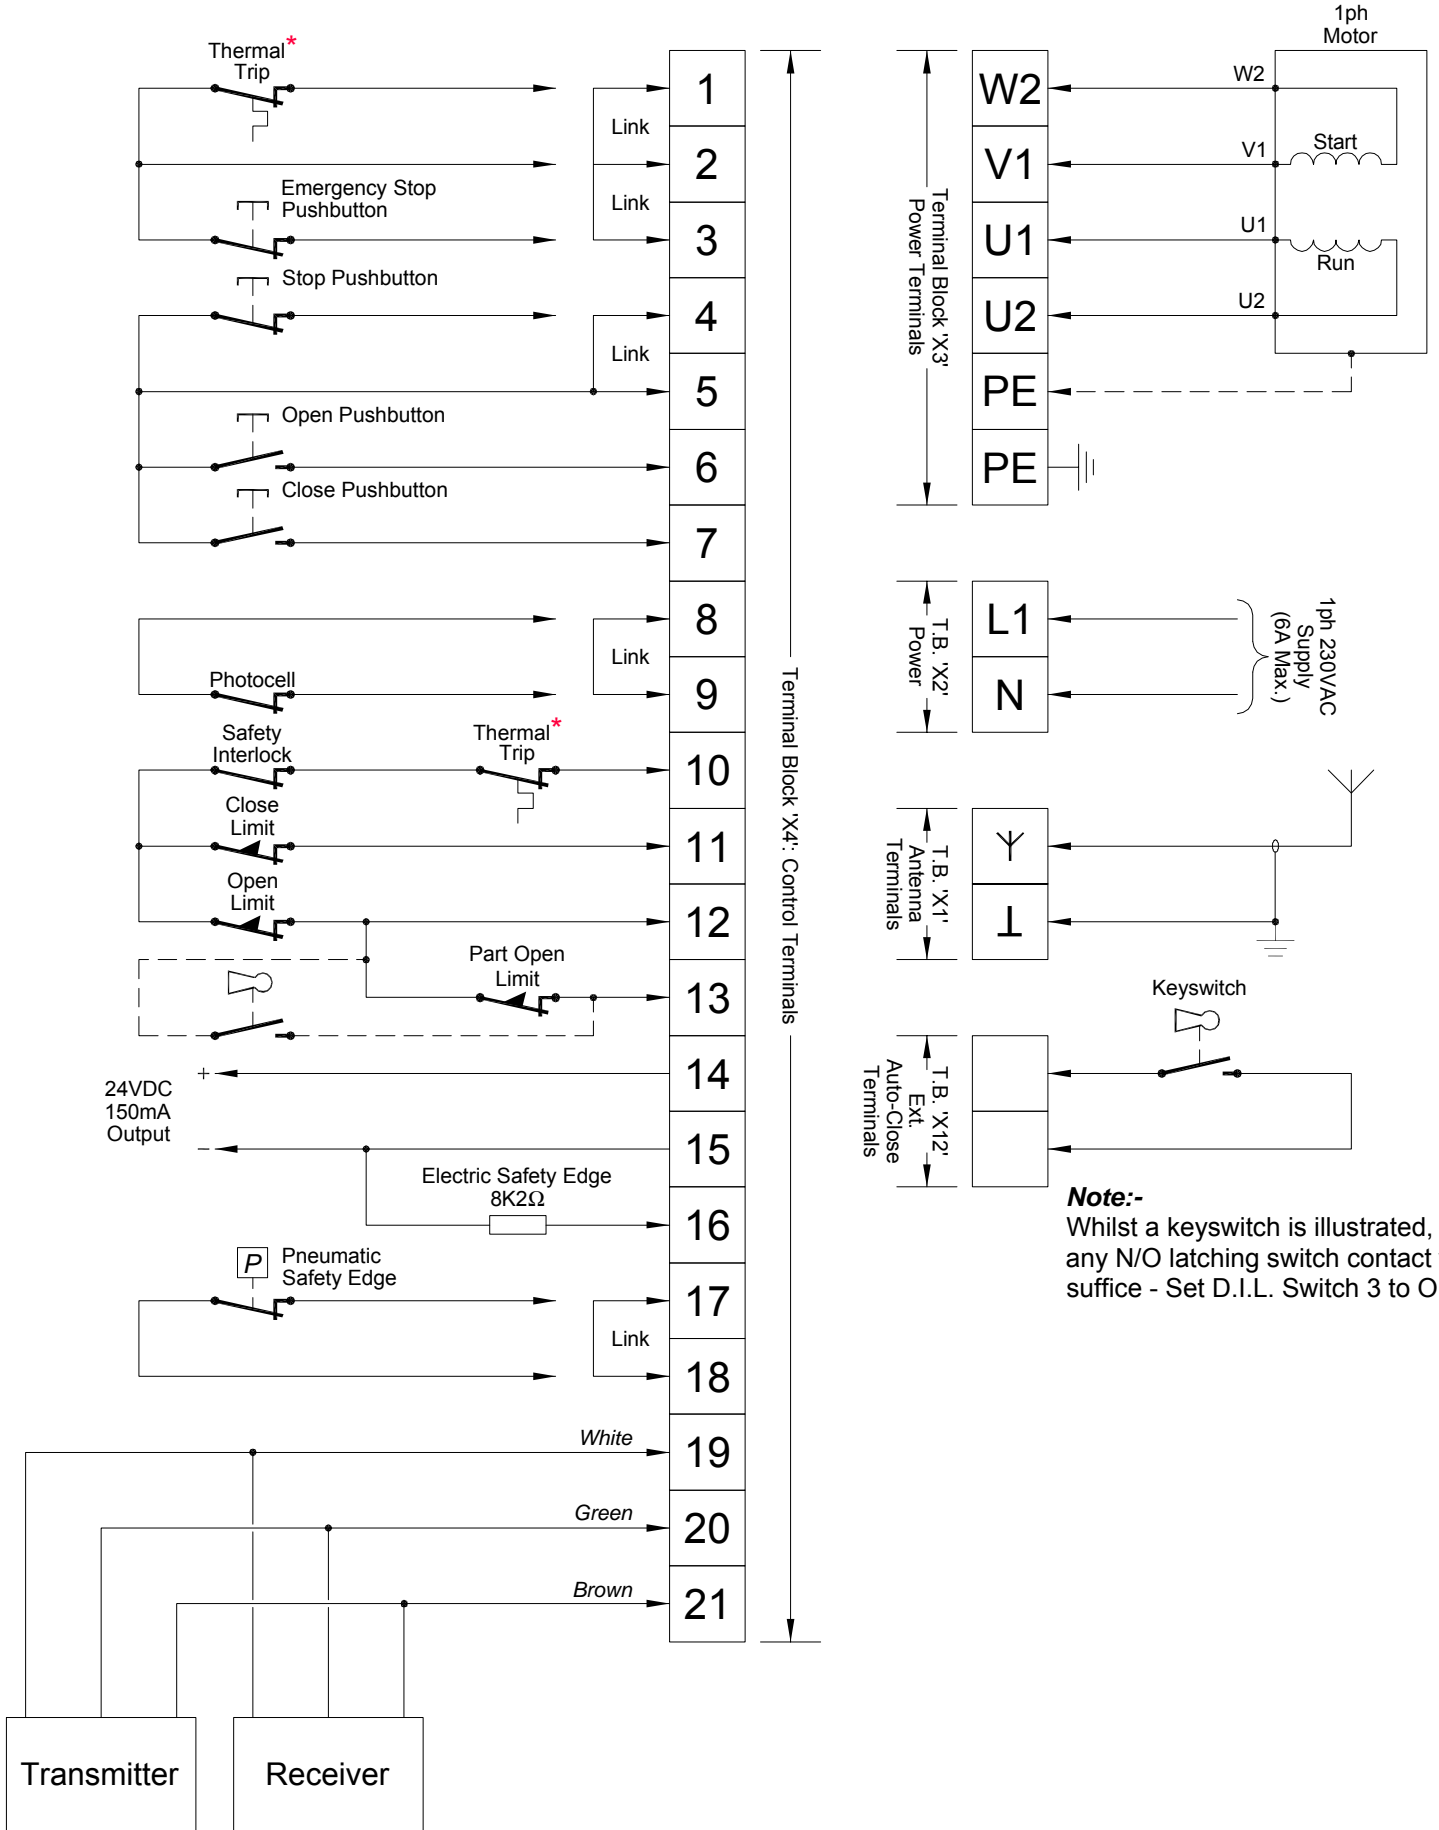 1ph
Motor
Thermal*
Trip
1
Link
2
Emergency Stop
Pushbutton
Link
3
Stop Pushbutton
4
Link
5
Open Pushbutton
6
Close Pushbutton
7
8
Link
Photocell
9
Safety
Interlock
Thermal*
Trip
10
Close
Limit
11
Open
Limit
12
Part Open
Limit
13
+
24VDC
150mA
Output
14
-
15
Electric Safety Edge
8K2Ω
16
P
Pneumatic
Safety Edge
17
Link
18
White
19
Green
20
Brown
21
Transmitter
Receiver
Terminal Block 'X4': Control Terminals
Terminal Block 'X3'
Power Terminals
W2
V1
U1
U2
PE
PE
W2
V1
Start
U1
Run
U2
T.B. 'X2'
Power
L1
N
1ph 230VAC
Supply
(6A Max.)
T.B. 'X1'
Antenna
Terminals
Keyswitch
T.B. 'X12'
Ext.
Auto-Close
Terminals
Note:-
Whilst a keyswitch is illustrated,
any N/O latching switch contact
suffice - Set D.I.L. Switch 3 to O